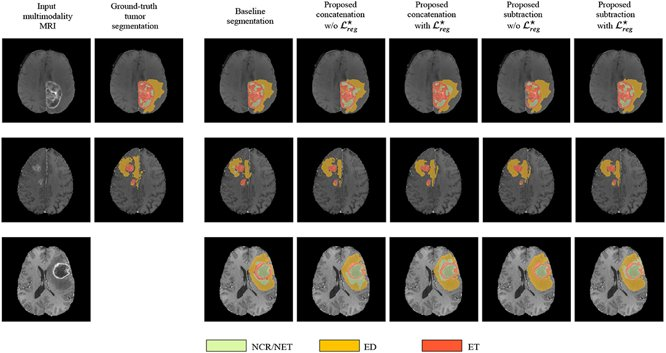 Input
multimodality
MRI
Ground-truth
tumor
segmentation
Baseline
segmentation
Proposed
concatenation
w/o 𝓛★reg
Proposed
concatenation
with 𝓛★reg
Proposed
subtraction
w/o 𝓛★reg
Proposed
subtraction
with 𝓛★reg
NCR/NET
ED
ET